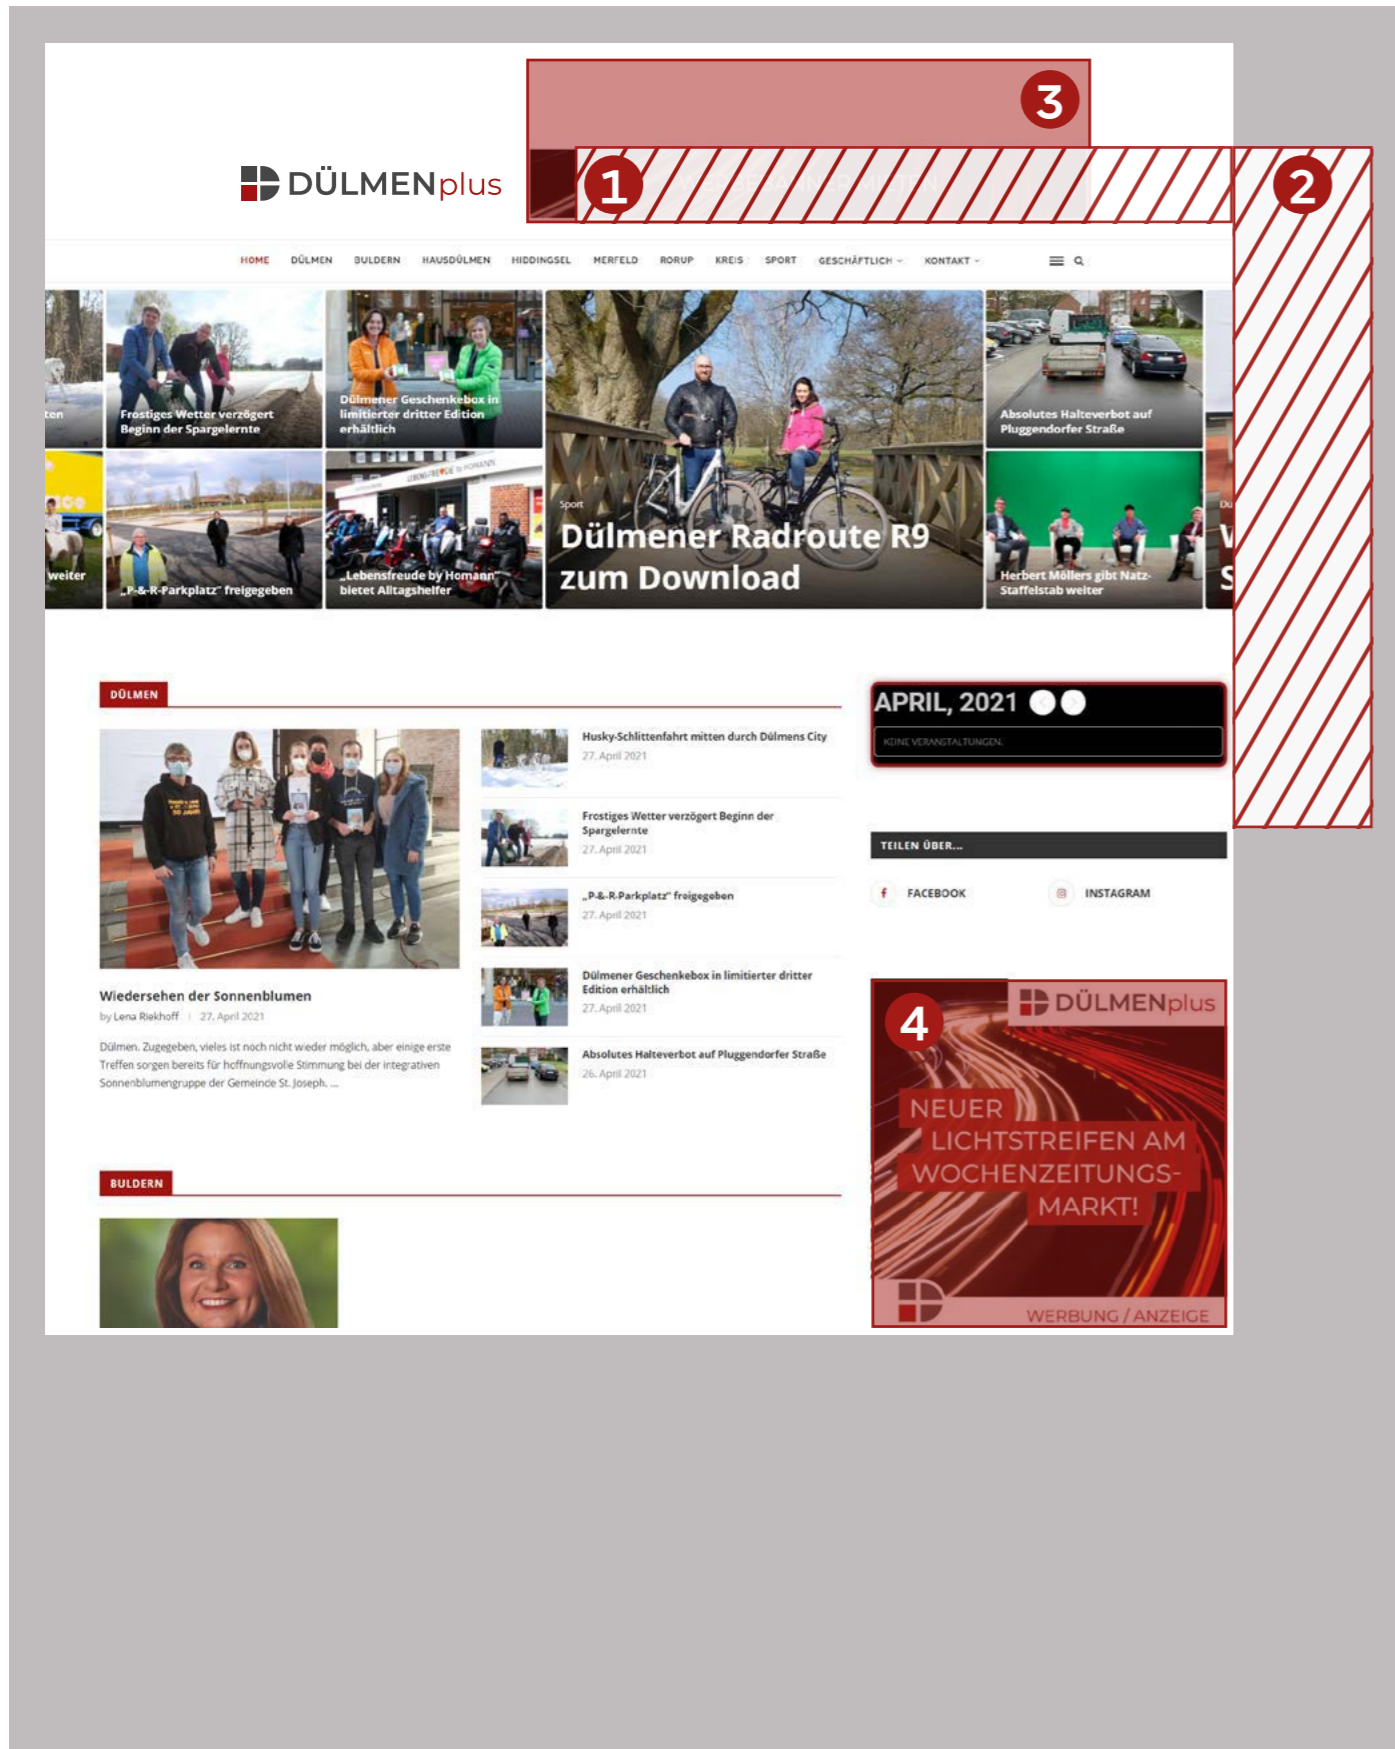 3
DÜLMENplus
1
WERBEBANNER MIETEN
2
HOME DÜLMEN BULDERN HAUSDÜLMEN HIDDINGSEL MERFELD RORUP KREIS SPORT GESCHÄFTLICH KONTAKT
ten
Frostiges Wetter verzögert
Beginn der Spargelernte
Dülmener Geschenkebox in
limitierter dritter Edition
erhältlich
Absolutes Halteverbot auf
Pluggendorfer Straße
weiter
„P-&-R-Parkplatz“ freigegeben
„Lebensfreude by Homann“
bietet Alltagshelfer
Sport
Dülmener Radroute R9
zum Download
Herbert Möllers gibt Natz-
Staffelstab weiter
DÜLMEN
Wiedersehen der Sonnenblumen
by Lena Riekhoff | 27. April 2021
Dülmen. Zugegeben, vieles ist noch nicht wieder möglich, aber einige erste
Treffen sorgen bereits für hoffnungsvolle Stimmung bei der integrativen
Sonnenblumengruppe der Gemeinde St. Joseph. ...
Husky-Schlittenfahrt mitten durch Dülmens City
27. April 2021
Frostiges Wetter verzögert Beginn der
Spargelernte
27. April 2021
„P-&-R-Parkplatz“ freigegeben
27. April 2021
Dülmener Geschenkebox in limitierter dritter
Edition erhältlich
27. April 2021
Absolutes Halteverbot auf Pluggendorfer Straße
26. April 2021
APRIL, 2021
KEINE VERANSTALTUNGEN.
TEILEN ÜBER...
FACEBOOK INSTAGRAM
4
DÜLMENplus
NEUER
LICHTSTREIFEN AM
WOCHENZEITUNGS-
MARKT!
WERBUNG / ANZEIGE
BULDERN